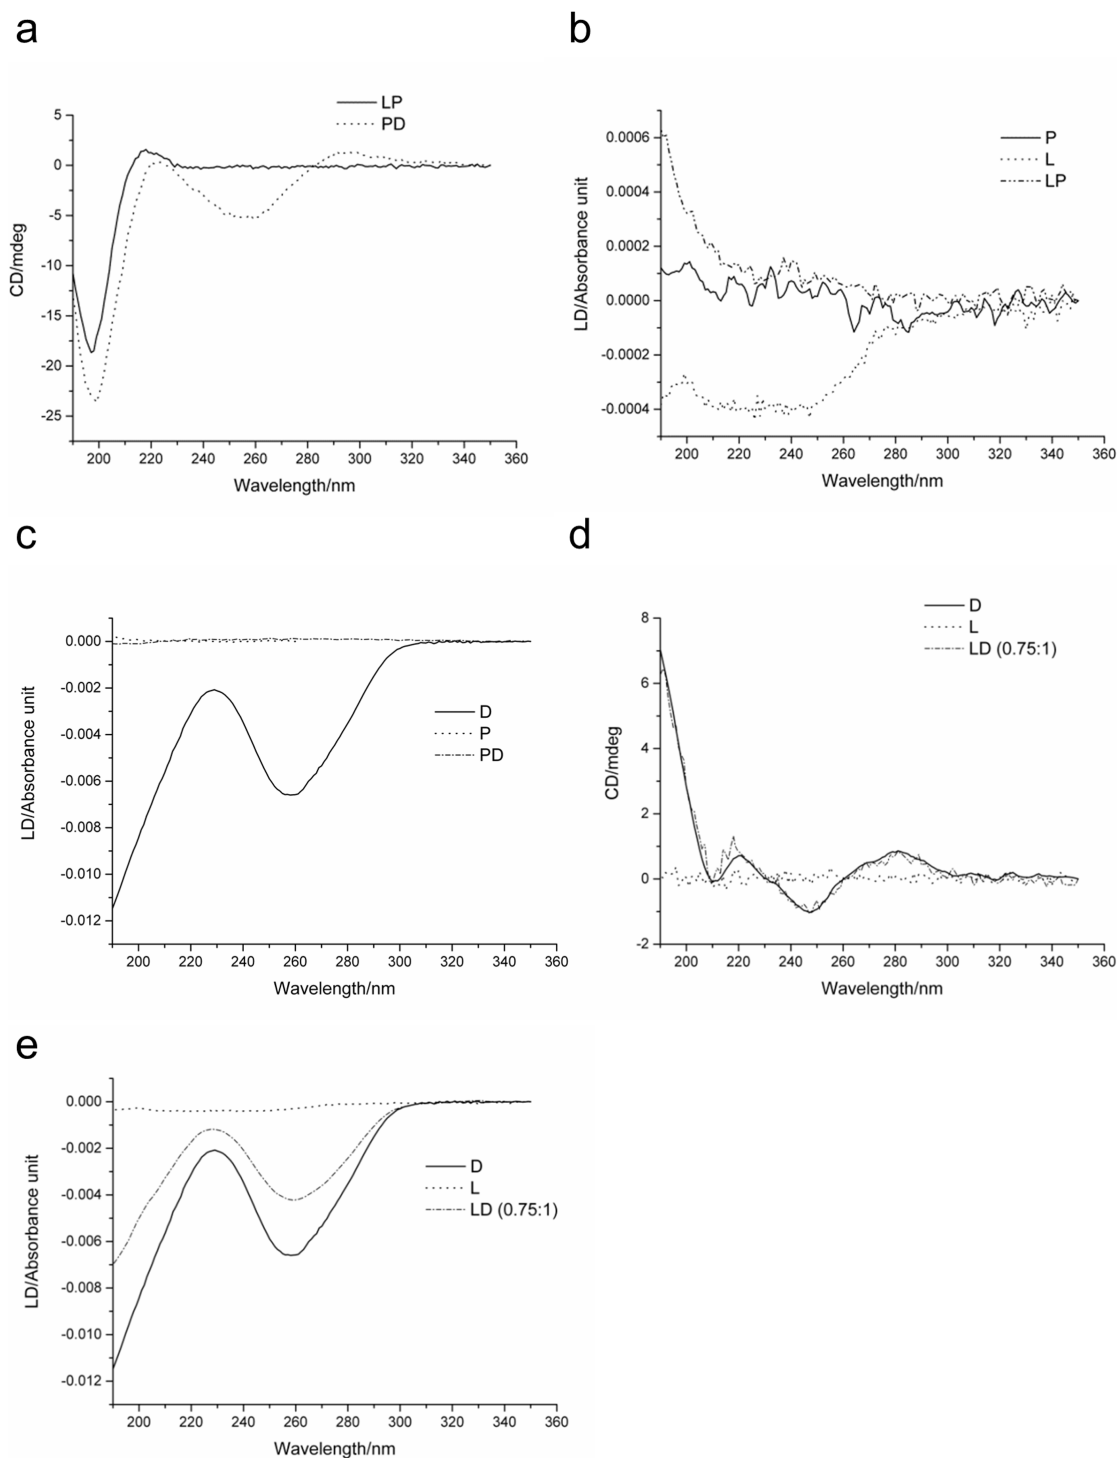 a
LP
PD
5
0
-5
-10
-15
-20
-25
CD/mdeg
200 220 240 260 280 300 320 340 360
Wavelength/nm
b
P
L
LP
0.0006
0.0004
0.0002
0.0000
-0.0002
-0.0004
LD/Absorbance unit
200 220 240 260 280 300 320 340 360
Wavelength/nm
c
0.000
-0.002
-0.004
-0.006
-0.008
-0.010
-0.012
LD/Absorbance unit
D
P
PD
200 220 240 260 280 300 320 340 360
Wavelength/nm
d
D
L
LD (0.75:1)
8
6
4
2
0
-2
CD/mdeg
200 220 240 260 280 300 320 340 360
Wavelength/nm
e
0.000
-0.002
-0.004
-0.006
-0.008
-0.010
-0.012
LD/Absorbance unit
D
L
LD (0.75:1)
200 220 240 260 280 300 320 340 360
Wavelength/nm